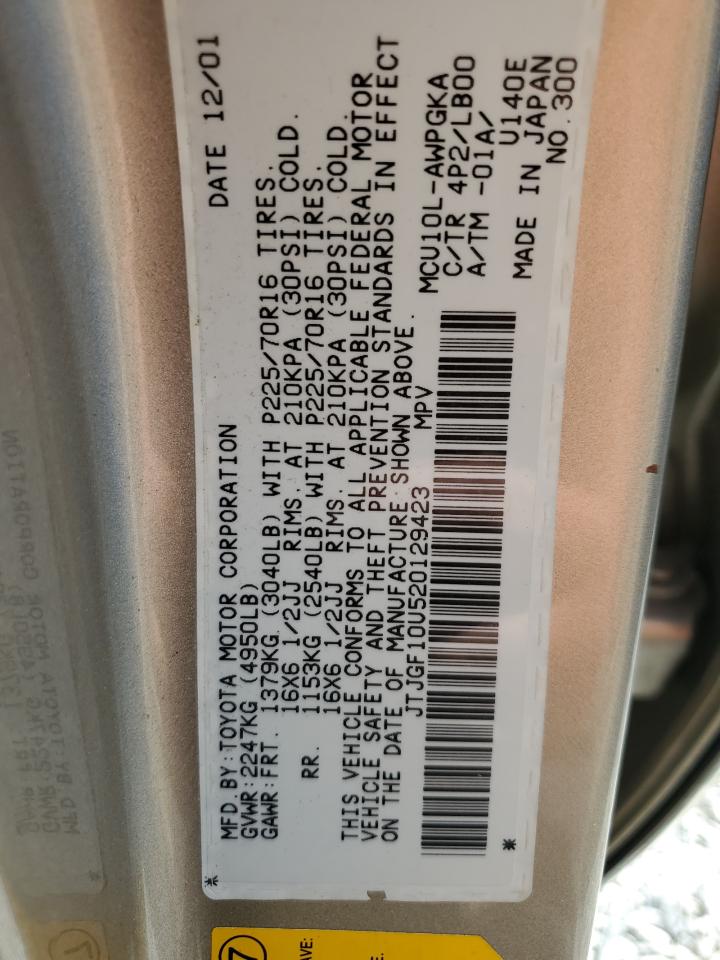 DATE 12/01
MFD. BY: TOYOTA MOTOR CORPORATION
GVWR: 2247KG (4950LB)
GAWR: FRT. 1379KG (3040LB) WITH P225/70R16 TIRES.
16X6 1/2JJ RIMS. AT 210KPA (30PSI) COLD.
RR. 1153KG (2540LB) WITH P225/70R16 TIRES.
16X6 1/2JJ RIMS. AT 210KPA (30PSI) COLD.
THIS VEHICLE CONFORMS TO ALL APPLICABLE FEDERAL MOTOR
VEHICLE SAFETY AND THEFT PREVENTION STANDARDS IN EFFECT
ON THE DATE OF MANUFACTURE SHOWN ABOVE.
JTJGF10U520129423 MPV
MCU10L-AWPGKA
C/TR 4P2/LB00
A/TM -01A/ U140E
MADE IN JAPAN
NO.300